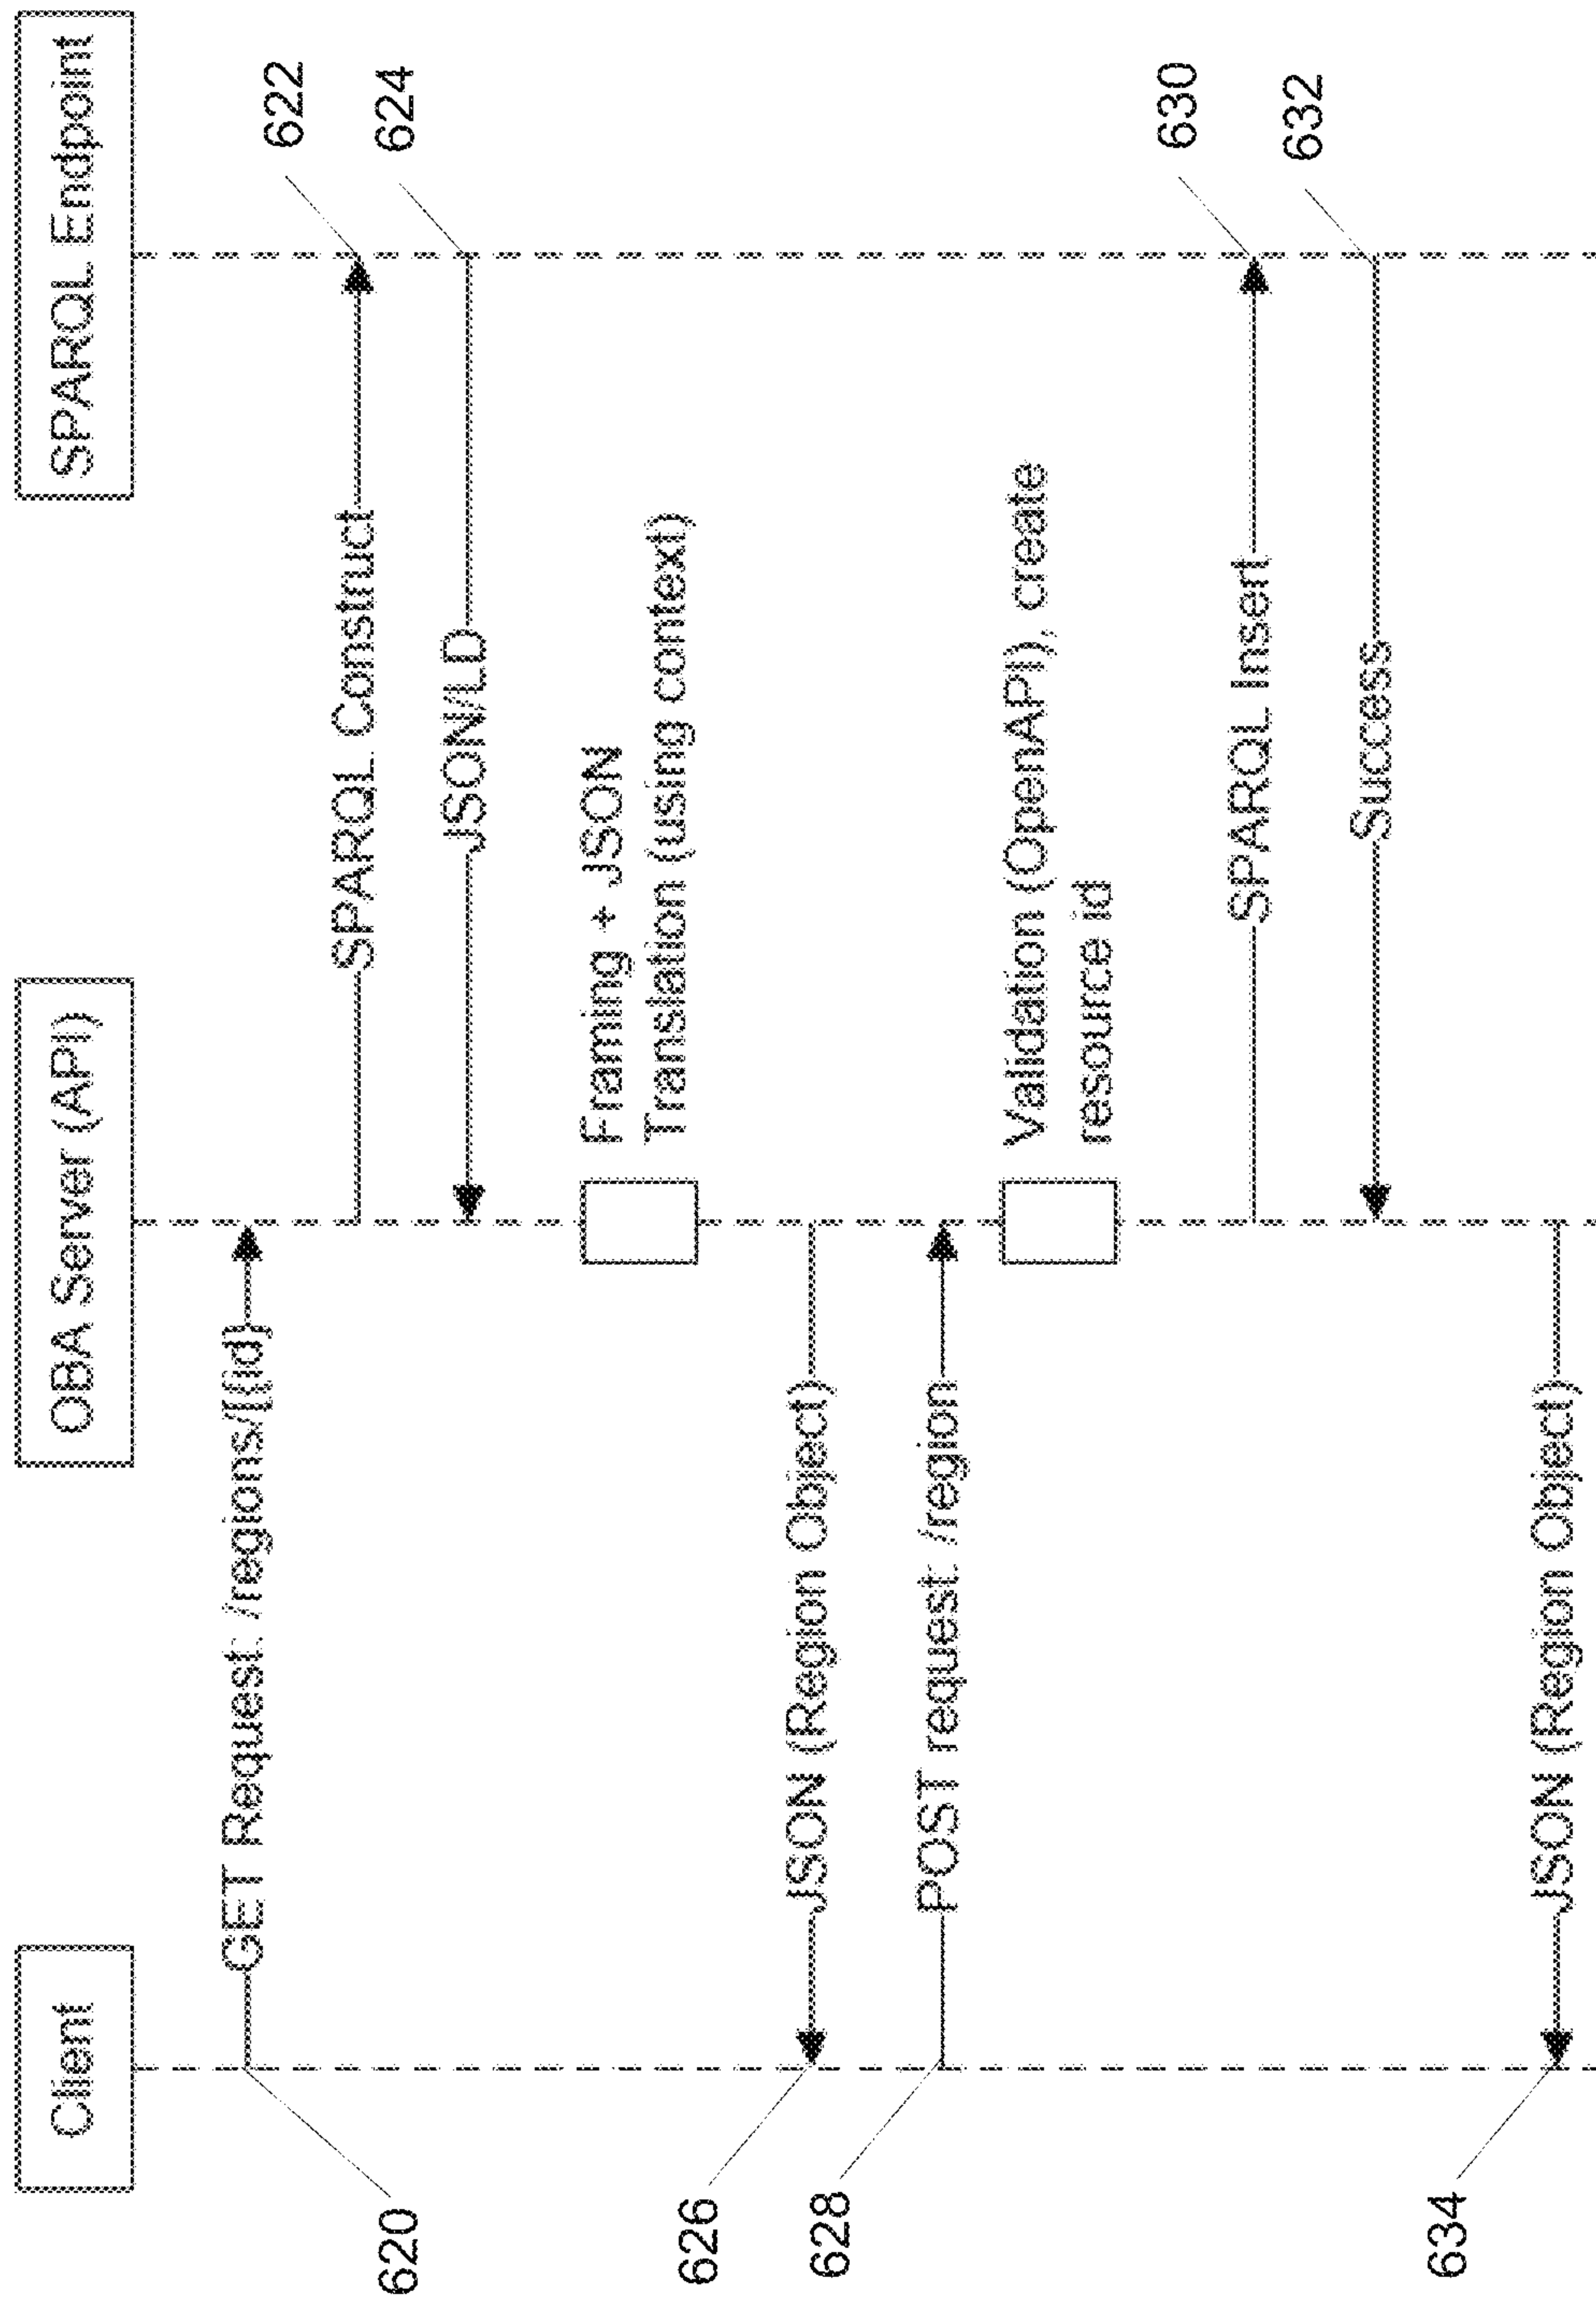 Client
OBA Server (API)
SPARQL Endpoint
620
GET Request: /regions/[{id}
SPARQL Construct
622
JSON/LD
624
Framing + JSON
Translation (using context)
626
JSON (Region Object)
628
POST request: /region
Validation (OpenAPI), create
resource id
SPARQL Insert
630
Success
632
634
JSON (Region Object)